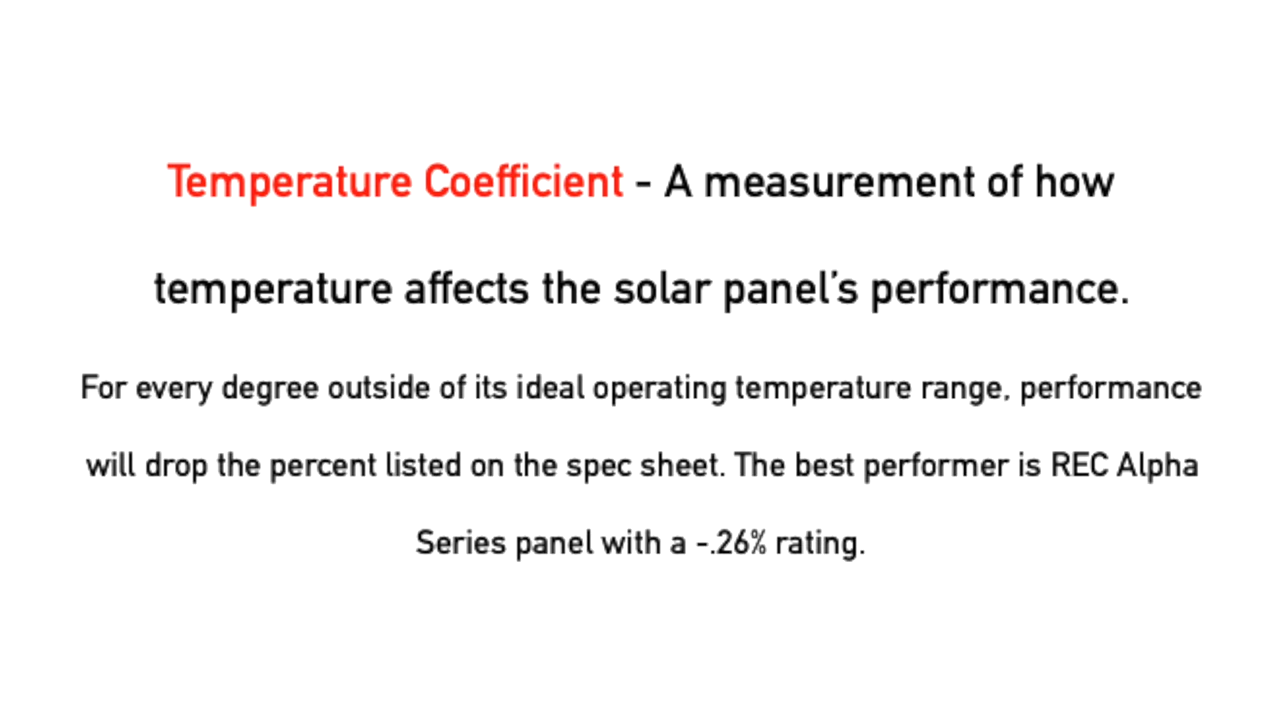 Temperature Coefficient - A measurement of how
temperature affects the solar panel’s performance.
For every degree outside of its ideal operating temperature range, performance
will drop the percent listed on the spec sheet. The best performer is REC Alpha
Series panel with a -.26% rating.